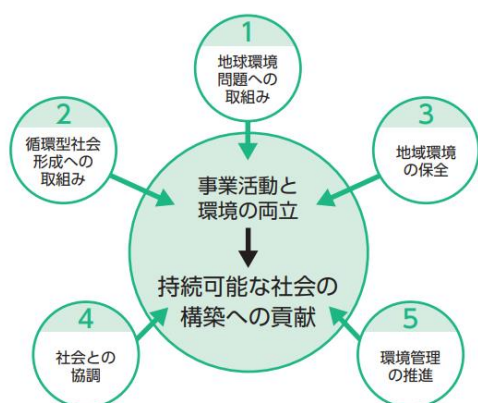 1
地球環境
問題への
取組み
2
循環型社会
形成への
取組み
3
地域環境
の保全
事業活動と
環境の両立
持続可能な社会の
構築への貢献
4
社会との
協調
5
環境管理
の推進